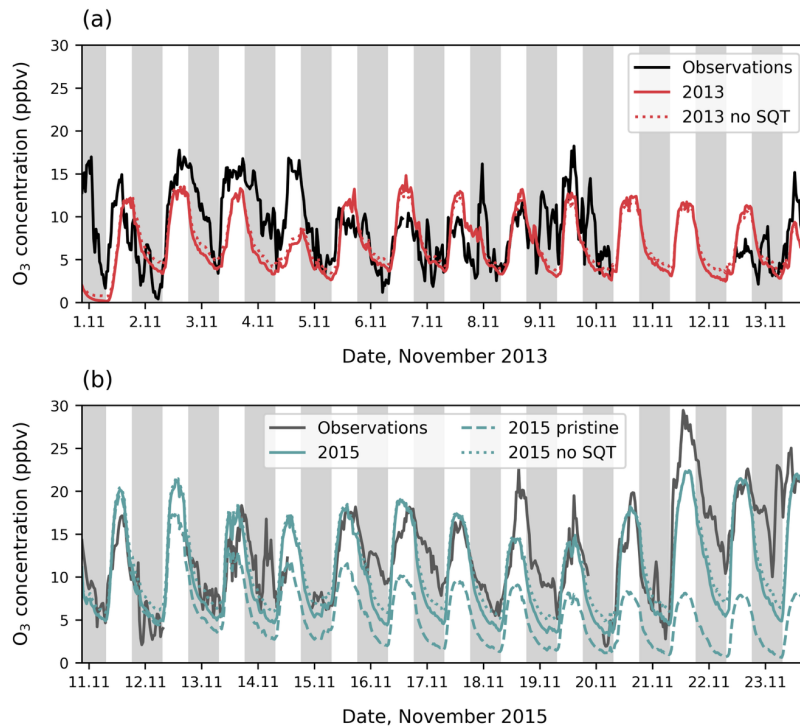 (a)
30
25
20
15
10
5
0
O₃ concentration (ppbv)
Observations
2013
2013 no SQT
1.11 2.11 3.11 4.11 5.11 6.11 7.11 8.11 9.11 10.11 11.11 12.11 13.11
Date, November 2013
(b)
30
25
20
15
10
5
0
O₃ concentration (ppbv)
Observations 2015 pristine
2015 2015 no SQT
11.11 12.11 13.11 14.11 15.11 16.11 17.11 18.11 19.11 20.11 21.11 22.11 23.11
Date, November 2015